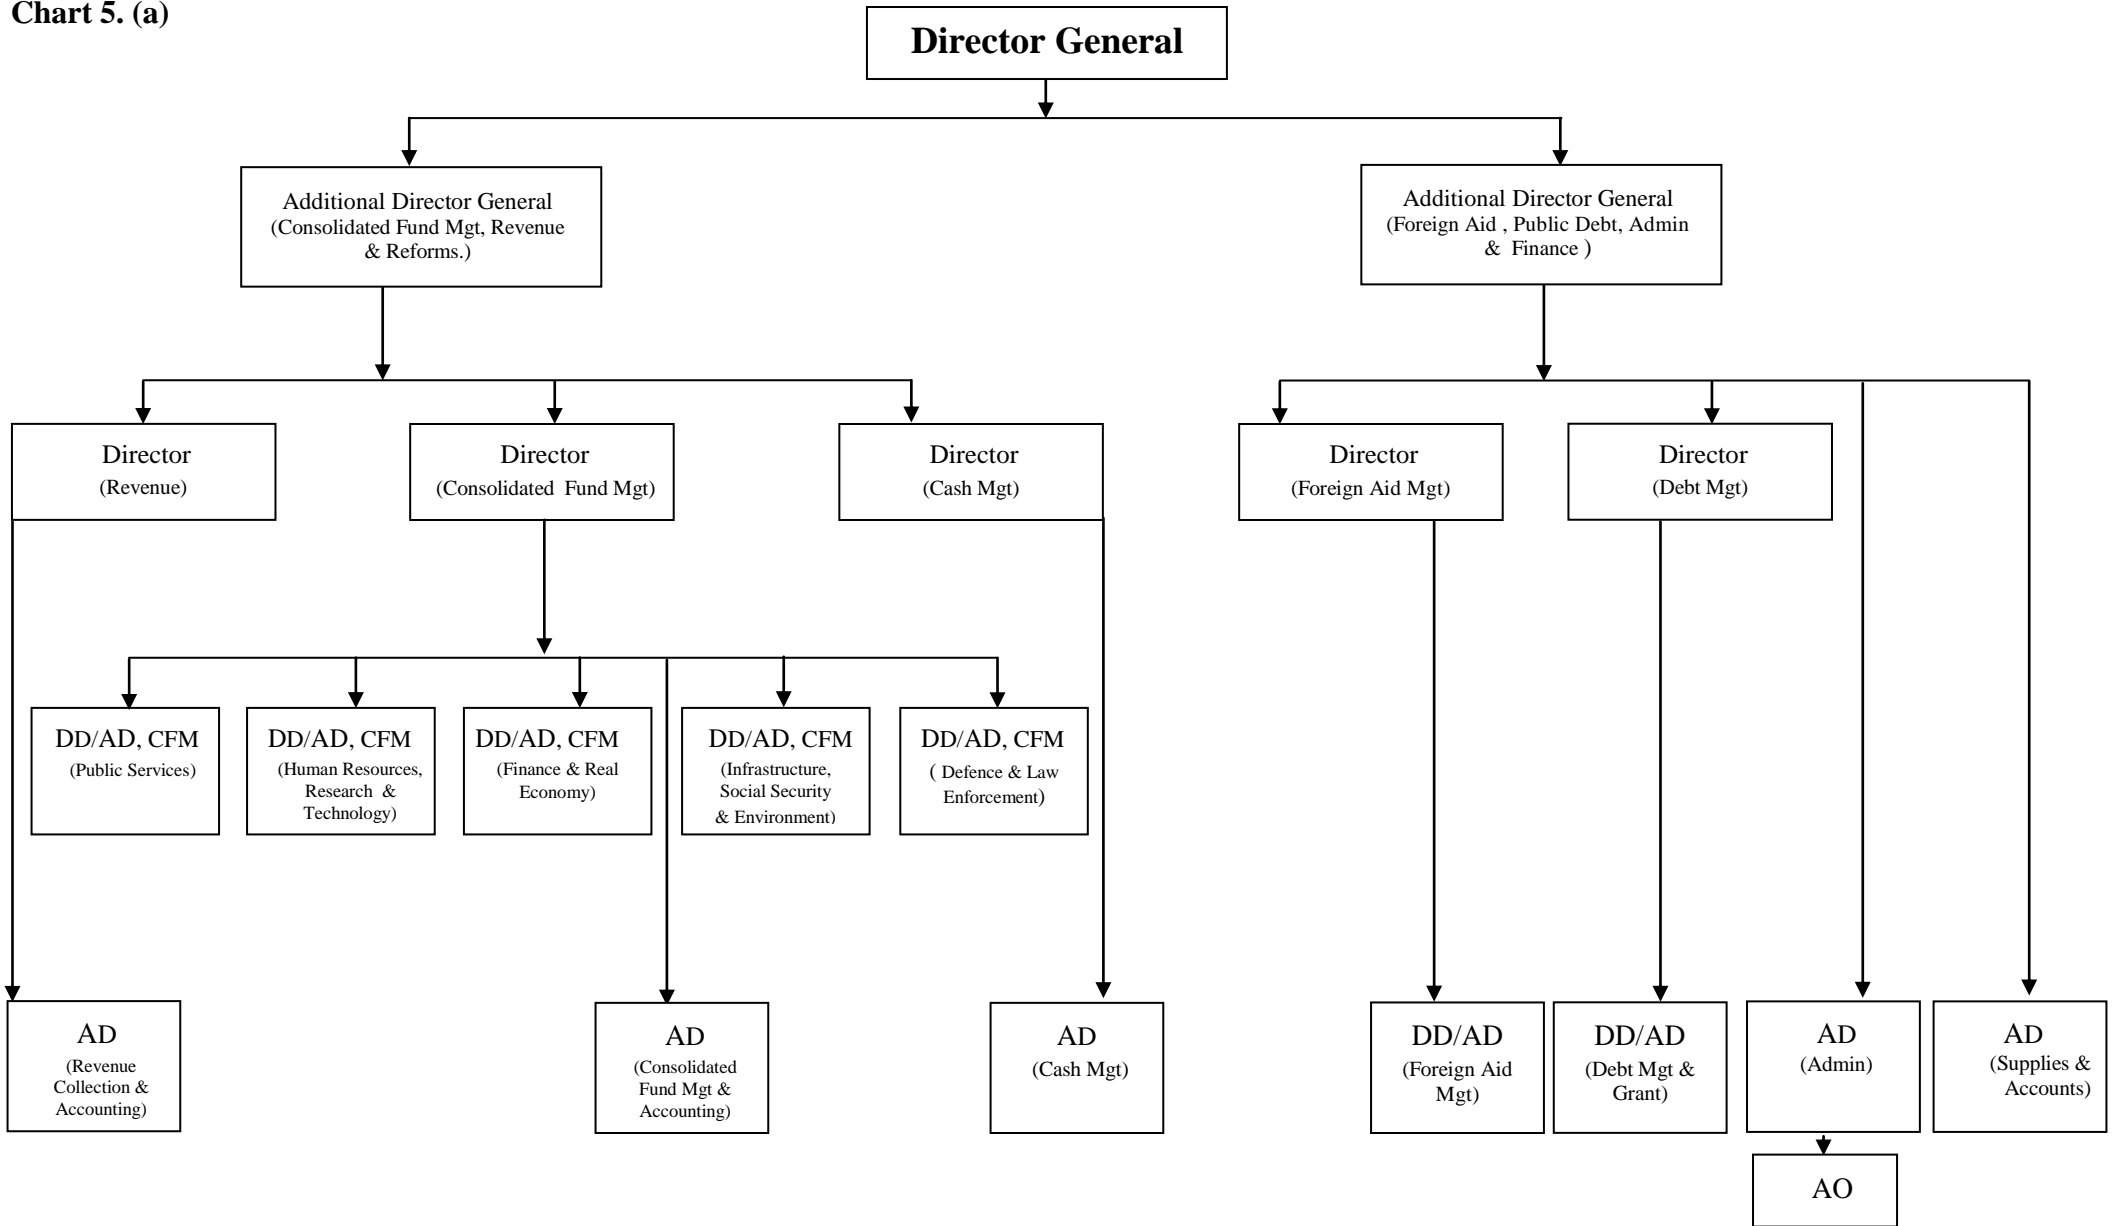 Chart 5. (a)
Director General
Additional Director General
(Consolidated Fund Mgt, Revenue
& Reforms.)
Additional Director General
(Foreign Aid , Public Debt, Admin
& Finance )
Director
(Revenue)
Director
(Consolidated Fund Mgt)
Director
(Cash Mgt)
Director
(Foreign Aid Mgt)
Director
(Debt Mgt)
DD/AD, CFM
(Public Services)
DD/AD, CFM
(Human Resources,
Research &
Technology)
DD/AD, CFM
(Finance & Real
Economy)
DD/AD, CFM
(Infrastructure,
Social Security
& Environment)
DD/AD, CFM
( Defence & Law
Enforcement)
AD
(Revenue
Collection &
Accounting)
AD
(Consolidated
Fund Mgt &
Accounting)
AD
(Cash Mgt)
DD/AD
(Foreign Aid
Mgt)
DD/AD
(Debt Mgt &
Grant)
AD
(Admin)
AD
(Supplies &
Accounts)
AO